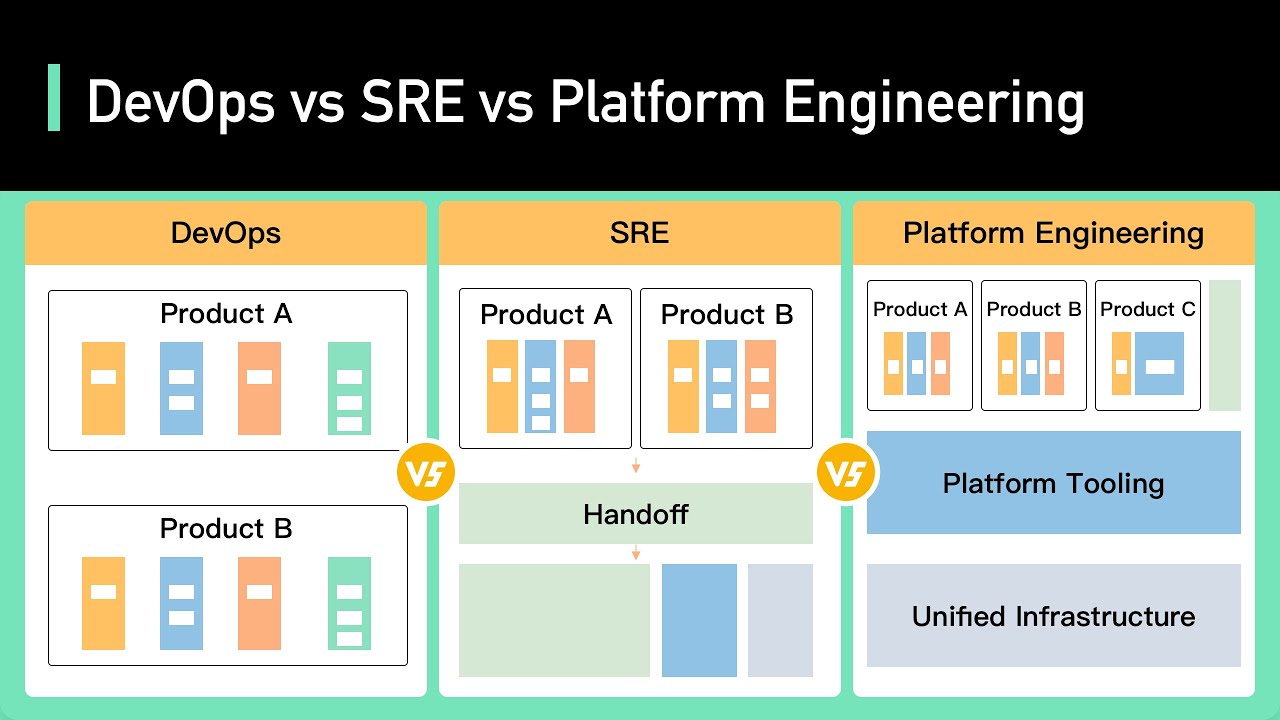 DevOps vs SRE vs Platform Engineering
DevOps
Product A
Product B
VS
SRE
Product A
Product B
Handoff
VS
Platform Engineering
Product A
Product B
Product C
Platform Tooling
Unified Infrastructure